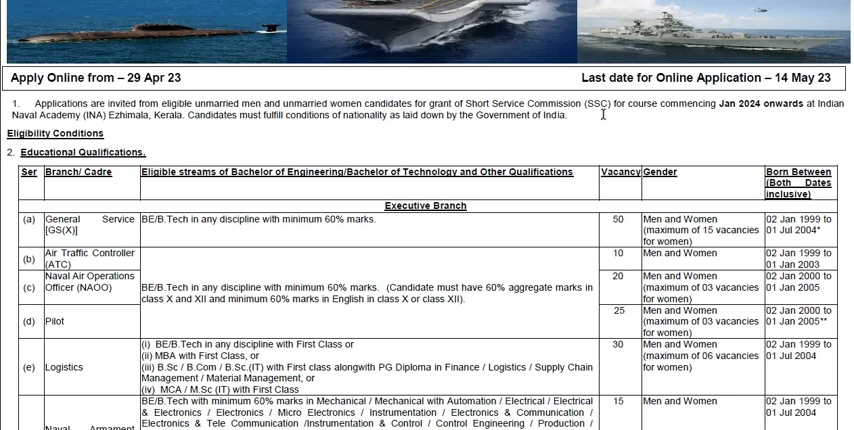 Apply Online from – 29 Apr 23 Last date for Online Application – 14 May 23
1. Applications are invited from eligible unmarried men and unmarried women candidates for grant of Short Service Commission (SSC) for course commencing Jan 2024 onwards at Indian
Naval Academy (INA) Ezhimala, Kerala. Candidates must fulfill conditions of nationality as laid down by the Government of India.
Eligibility Conditions
2. Educational Qualifications.
Ser Branch/ Cadre Eligible streams of Bachelor of Engineering/Bachelor of Technology and Other Qualifications Vacancy Gender Born Between
(Both Dates
inclusive)
Executive Branch
(a) General Service BE/B.Tech in any discipline with minimum 60% marks. 50 Men and Women 02 Jan 1999 to
[GS(X)] (maximum of 15 vacancies 01 Jul 2004*
for women)
(b) Air Traffic Controller 10 Men and Women 02 Jan 1999 to
(ATC) 01 Jan 2003
Naval Air Operations 20 Men and Women 02 Jan 2000 to
(c) Officer (NAOO) BE/B.Tech in any discipline with minimum 60% marks. (Candidate must have 60% aggregate marks in (maximum of 03 vacancies 01 Jan 2005
class X and XII and minimum 60% marks in English in class X or class XII). for women)
25 Men and Women 02 Jan 2000 to
(d) Pilot (maximum of 03 vacancies 01 Jan 2005**
for women)
(i) BE/B.Tech in any discipline with First Class or 30 Men and Women 02 Jan 1999 to
(ii) MBA with First Class, or (maximum of 06 vacancies 01 Jul 2004
(e) Logistics (iii) B.Sc / B.Com / B.Sc.(IT) with First class alongwith PG Diploma in Finance / Logistics / Supply Chain for women)
Management / Material Management, or
(iv) MCA / M.Sc (IT) with First Class
BE/B.Tech with minimum 60% marks in Mechanical / Mechanical with Automation / Electrical / Electrical 15 Men and Women 02 Jan 1999 to
& Electronics / Electronics / Micro Electronics / Instrumentation / Electronics & Communication / 01 Jul 2004
Naval Armament Electronics & Tele Communication /Instrumentation & Control / Control Engineering / Production /